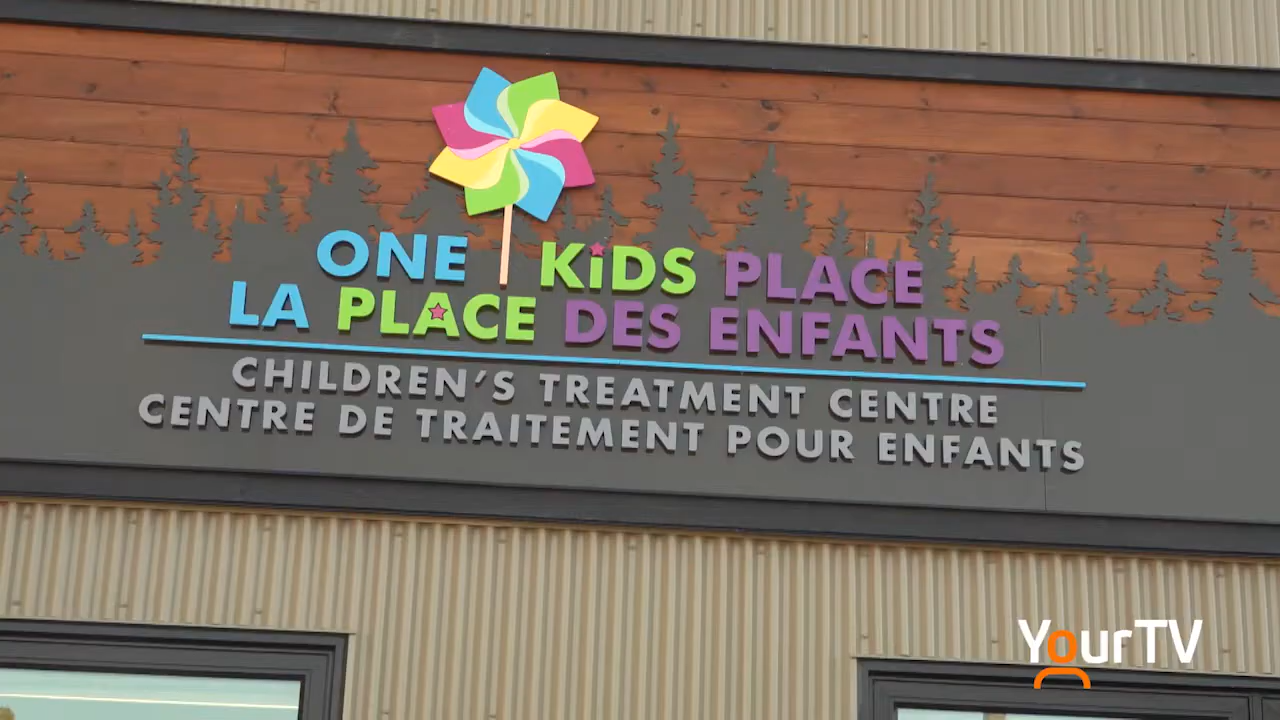 ONE KiDS PLACE
LA PLACE DES ENFANTS
CHILDREN'S TREATMENT CENTRE
CENTRE DE TRAITEMENT POUR ENFANTS
YourTV